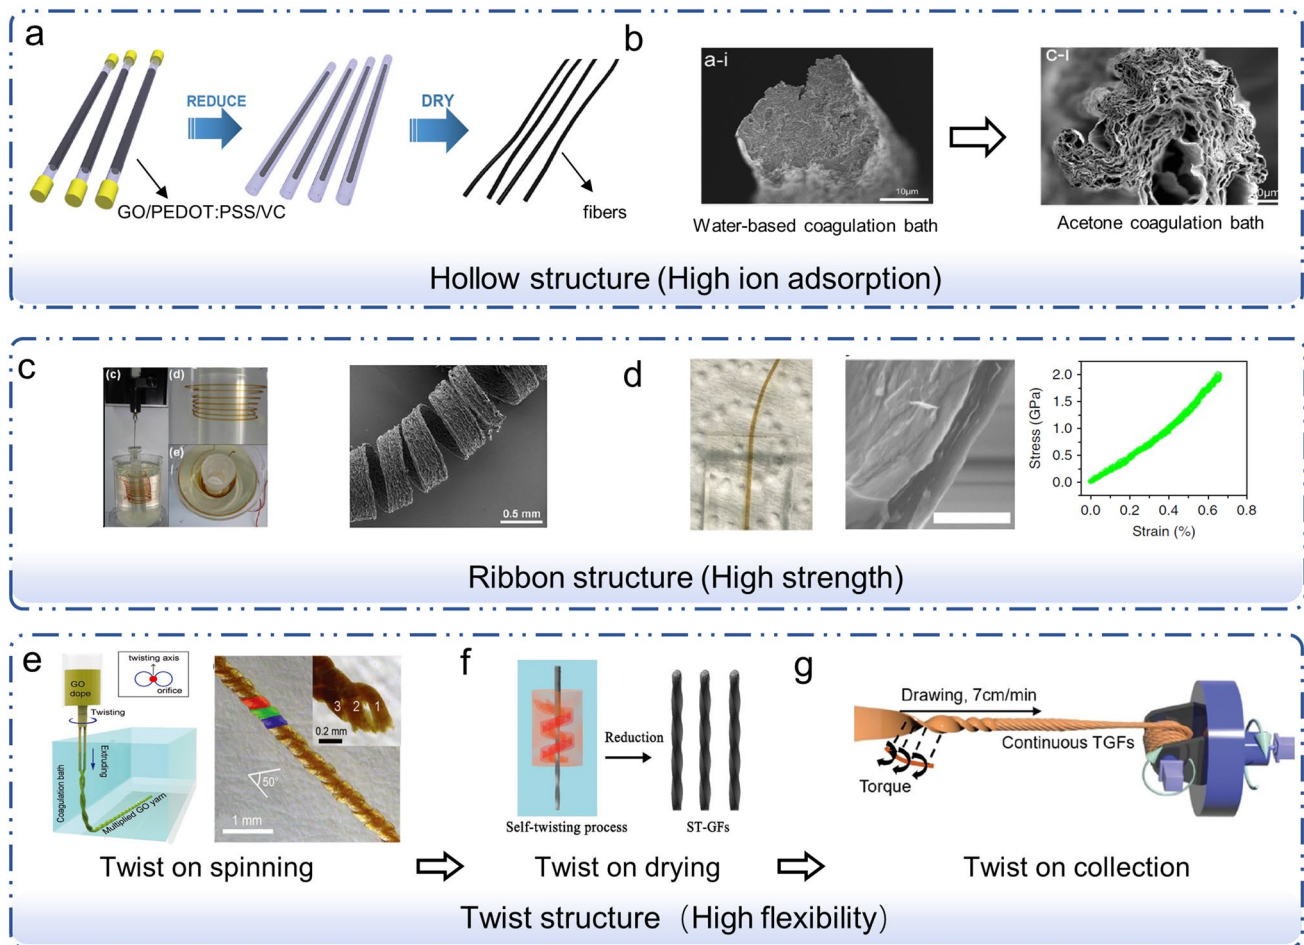 a
REDUCE
DRY
GO/PEDOT:PSS/VC
fibers
b
a-i
10μm
Water-based coagulation bath
c-i
Acetone coagulation bath
Hollow structure (High ion adsorption)
c
(c)
(d)
(e)
0.5 mm
d
Stress (GPa)
2.0
1.5
1.0
0.5
0.0
0.0 0.2 0.4 0.6 0.8
Strain (%)
Ribbon structure (High strength)
e
GO
dope
twisting axis
orifice
Twisting
Extruding
Coagulation bath
Multiplied GO yarn
3 2 1
0.2 mm
50°
1 mm
Twist on spinning
f
Reduction
Self-twisting process
ST-GFs
Twist on drying
g
Drawing, 7cm/min
Continuous TGFs
Torque
Twist on collection
Twist structure (High flexibility)